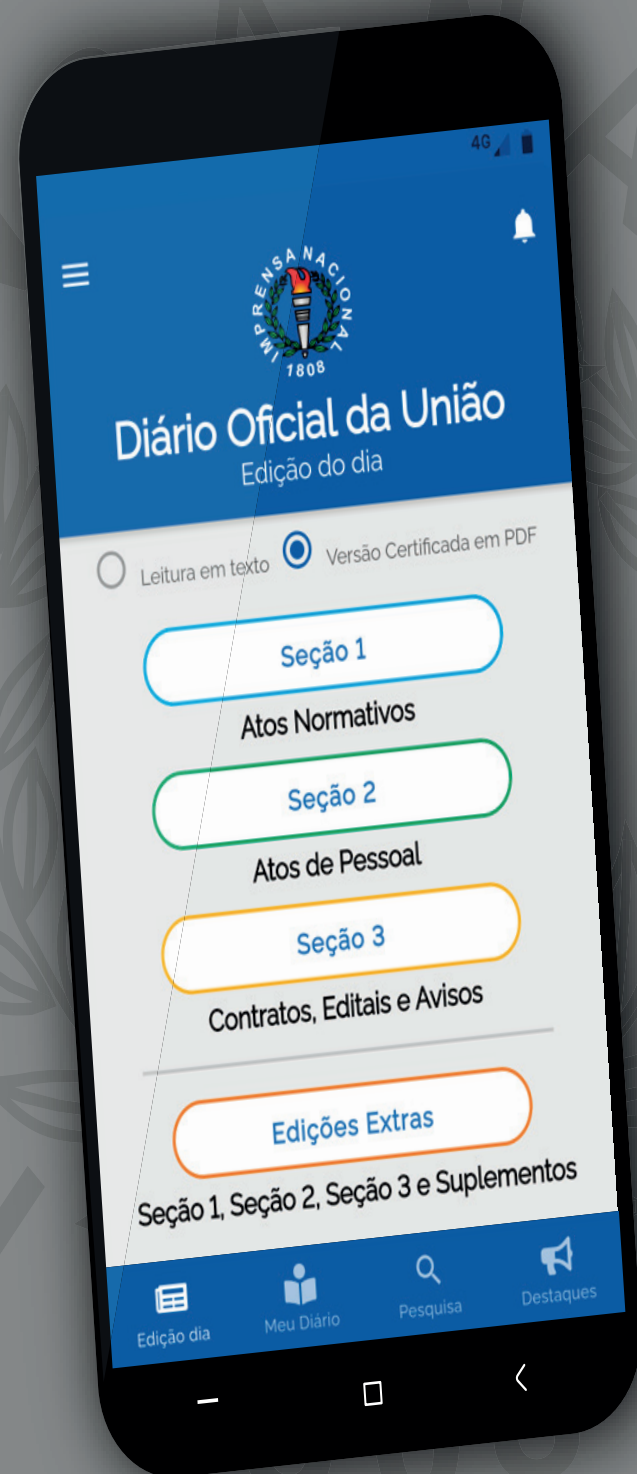 4G
IMPRENSA NACIONAL
1808
Diário Oficial da União
Edição do dia
Leitura em texto Versão Certificada em PDF
Seção 1
Atos Normativos
Seção 2
Atos de Pessoal
Seção 3
Contratos, Editais e Avisos
Edições Extras
Seção 1, Seção 2, Seção 3 e Suplementos
Edição dia Meu Diário Pesquisa Destaques